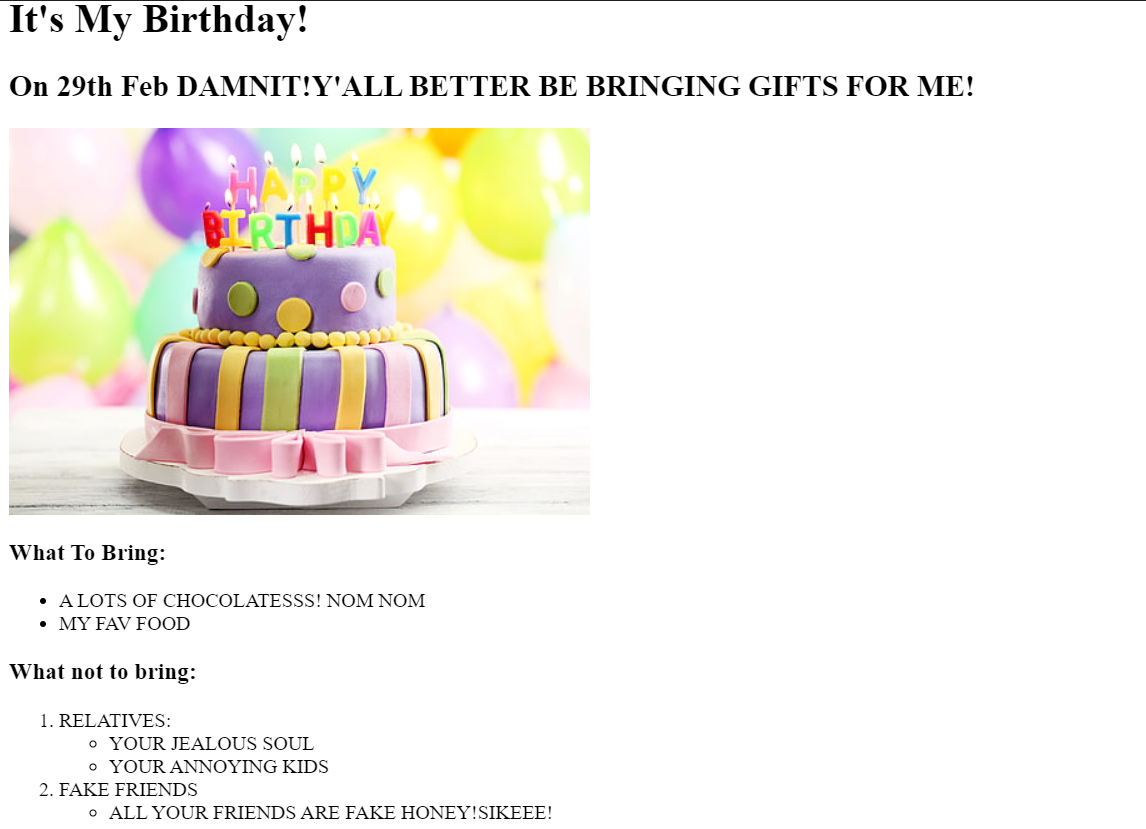 It's My Birthday!
On 29th Feb DAMNIT!Y'ALL BETTER BE BRINGING GIFTS FOR ME!
HAPPY
BIRTHDAY
What To Bring:
A LOTS OF CHOCOLATESSS! NOM NOM
MY FAV FOOD
What not to bring:
1. RELATIVES:
YOUR JEALOUS SOUL
YOUR ANNOYING KIDS
2. FAKE FRIENDS
ALL YOUR FRIENDS ARE FAKE HONEY!SIKEEE!